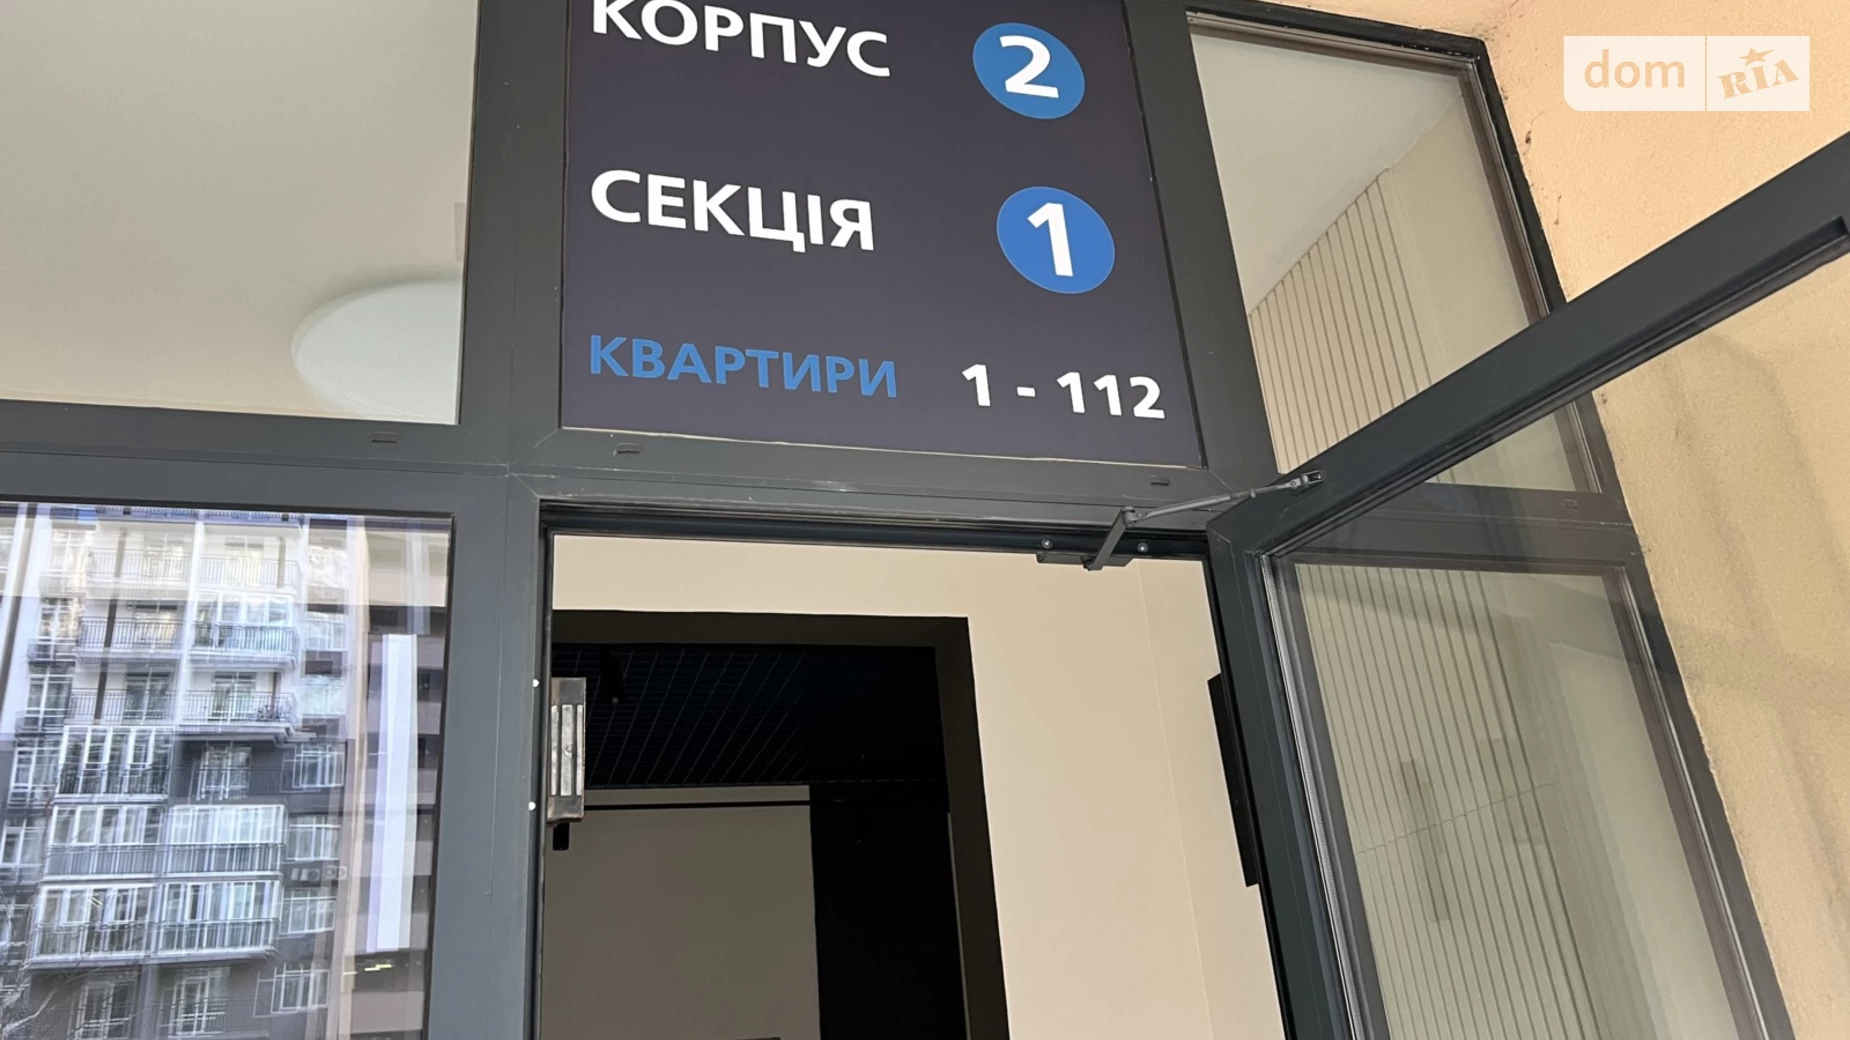 КОРПУС 2
СЕКЦІЯ 1
КВАРТИРИ 1 - 112
dom RIA